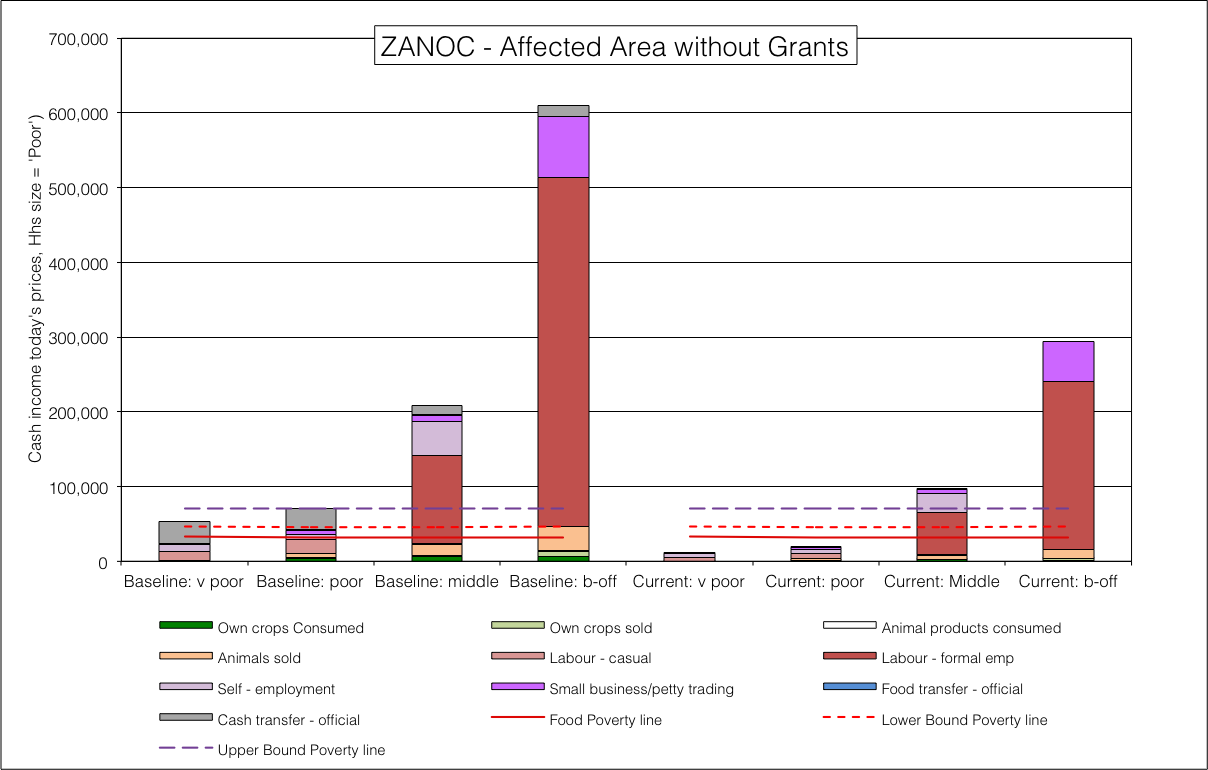 ZANOC - Affected Area without Grants
Cash income today's prices, Hhs size = 'Poor')
700,000
600,000
500,000
400,000
300,000
200,000
100,000
0
Baseline: v poor Baseline: poor Baseline: middle Baseline: b-off Current: v poor Current: poor Current: Middle Current: b-off
Own crops Consumed Own crops sold Animal products consumed
Animals sold Labour - casual Labour - formal emp
Self - employment Small business/petty trading Food transfer - official
Cash transfer - official Food Poverty line Lower Bound Poverty line
Upper Bound Poverty line